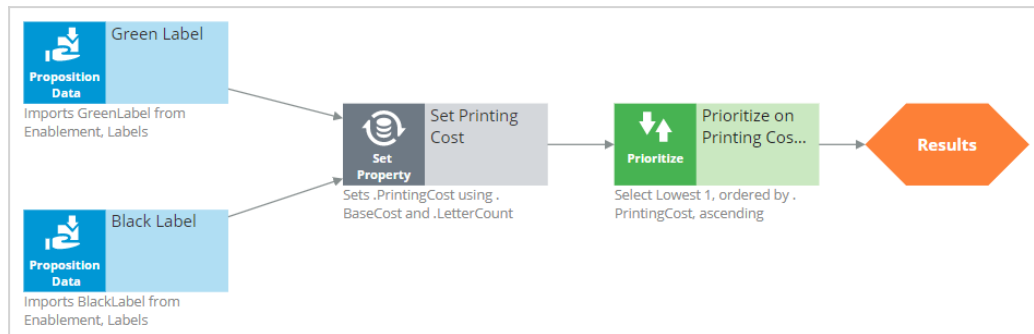 Green Label
Proposition
Data
Imports GreenLabel from
Enablement, Labels
Set Printing
Cost
Set
Property
Sets .PrintingCost using .
BaseCost and .LetterCount
Prioritize on
Printing Cos...
Prioritize
Select Lowest 1, ordered by .
PrintingCost, ascending
Results
Black Label
Proposition
Data
Imports BlackLabel from
Enablement, Labels